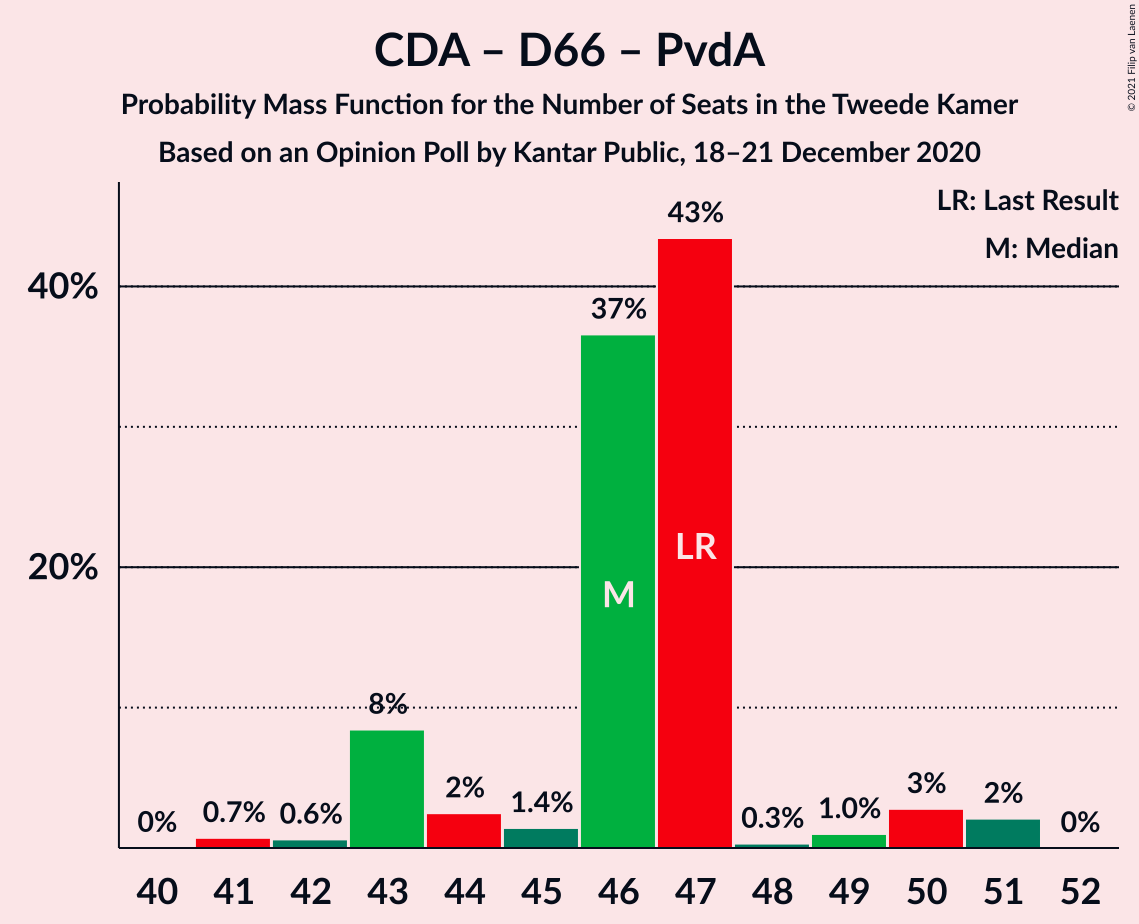 CDA – D66 – PvdA
Probability Mass Function for the Number of Seats in the Tweede Kamer
Based on an Opinion Poll by Kantar Public, 18–21 December 2020
© 2021 Filip van Laenen
LR: Last Result
M: Median
40%
20%
0%
0.7%
0.6%
8%
2%
1.4%
37%
43%
0.3%
1.0%
3%
2%
0%
M
LR
40 41 42 43 44 45 46 47 48 49 50 51 52